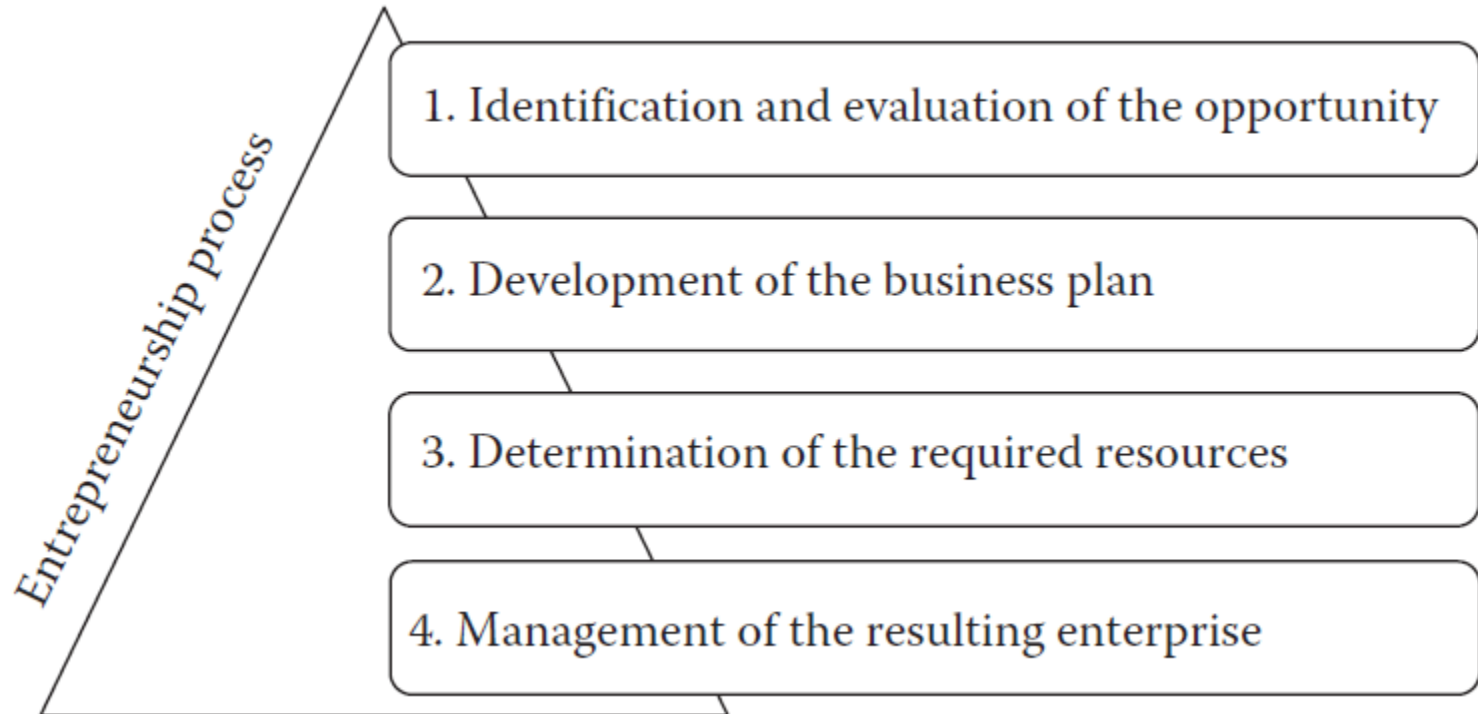 Entrepreneurship process
1. Identification and evaluation of the opportunity
2. Development of the business plan
3. Determination of the required resources
4. Management of the resulting enterprise